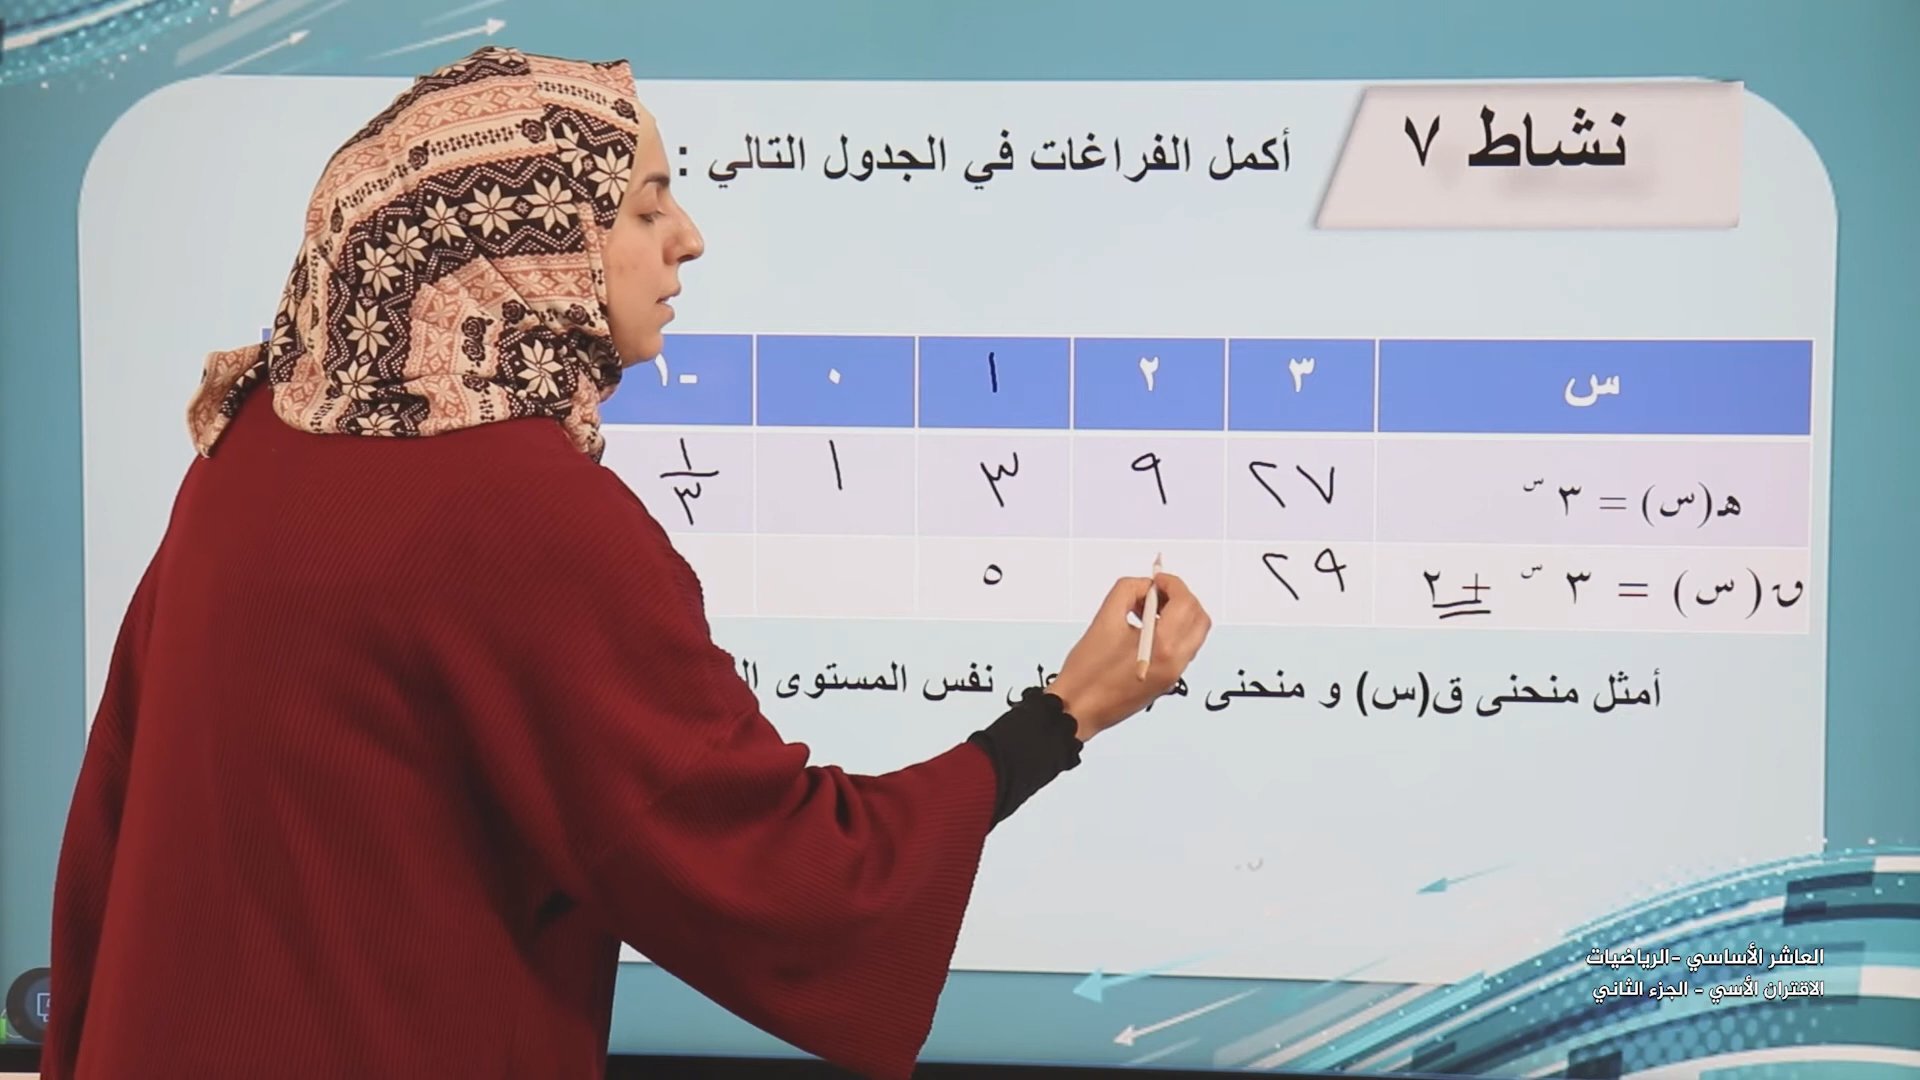 نشاط ٧
أكمل الفراغات في الجدول التالي :
س ٣ ٢ ١ ٠ -١
هـ(س) = ٣ س ٢٧ ٩ ٣ ١ ١/٣
ق(س) = ٣ س + ٢ ٢٩ ٥
أمثل منحنى ق(س) و منحنى نفس المستوى
العاشر الأساسي -الرياضيات
الاقتران الأسي - الجزء الثاني